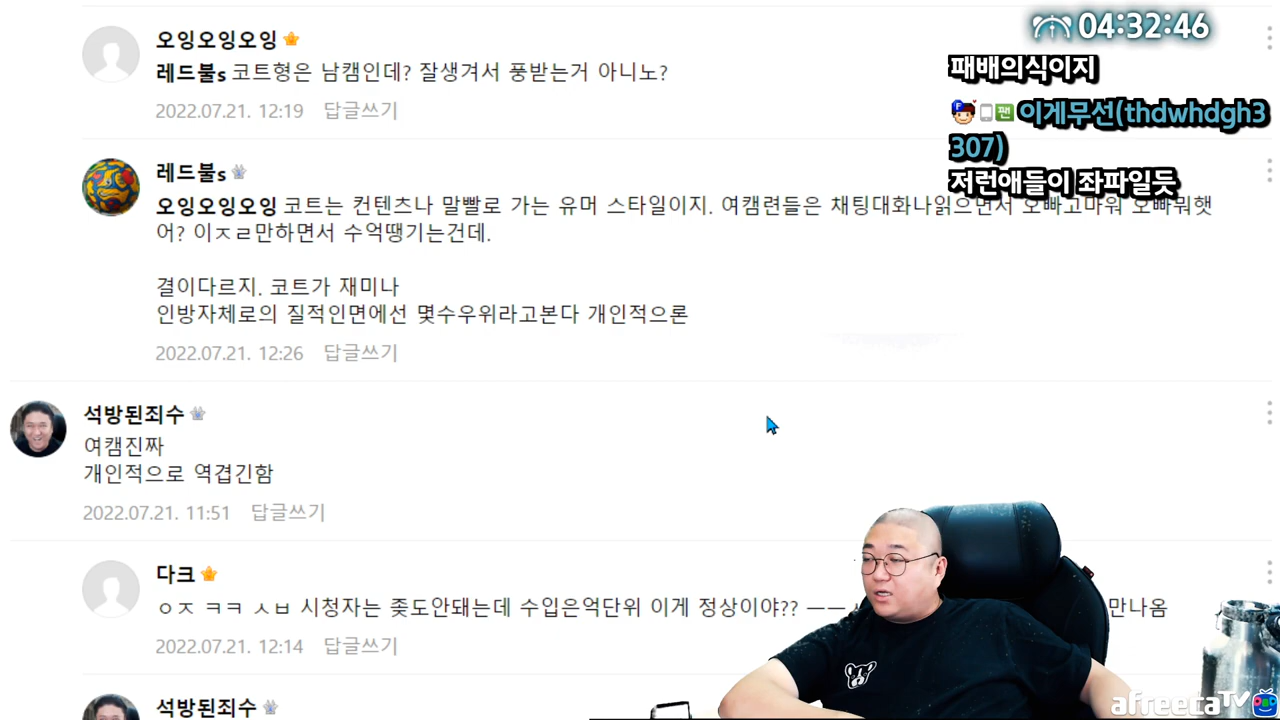 오잉오잉오잉
레드불s 코트형은 남캠인데? 잘생겨서 풍받는거 아니노?
2022.07.21. 12:19 답글쓰기
레드불s
오잉오잉오잉 코트는 컨텐츠나 말빨로 가는 유머 스타일이지. 여캠련들은 채팅대화나읽으면서 오빠고마워 오빠뭐햇
어? 이ㅈㄹ만하면서 수억땡기는건데.
결이다르지. 코트가 재미나
인방자체로의 질적인면에선 몇수우위라고본다 개인적으론
2022.07.21. 12:26 답글쓰기
석방된죄수
여캠진짜
개인적으로 역겹긴함
2022.07.21. 11:51 답글쓰기
다크
ㅇㅈ ㅋㅋ ㅅㅂ 시청자는 좆도안돼는데 수입은억단위 이게 정상이야?? ㅡㅡ
만나옴
2022.07.21. 12:14 답글쓰기
석방된죄수
04:32:46
패배의식이지
이게무선(thdwhdgh3
307)
저런애들이 좌파일듯
afreecaTV